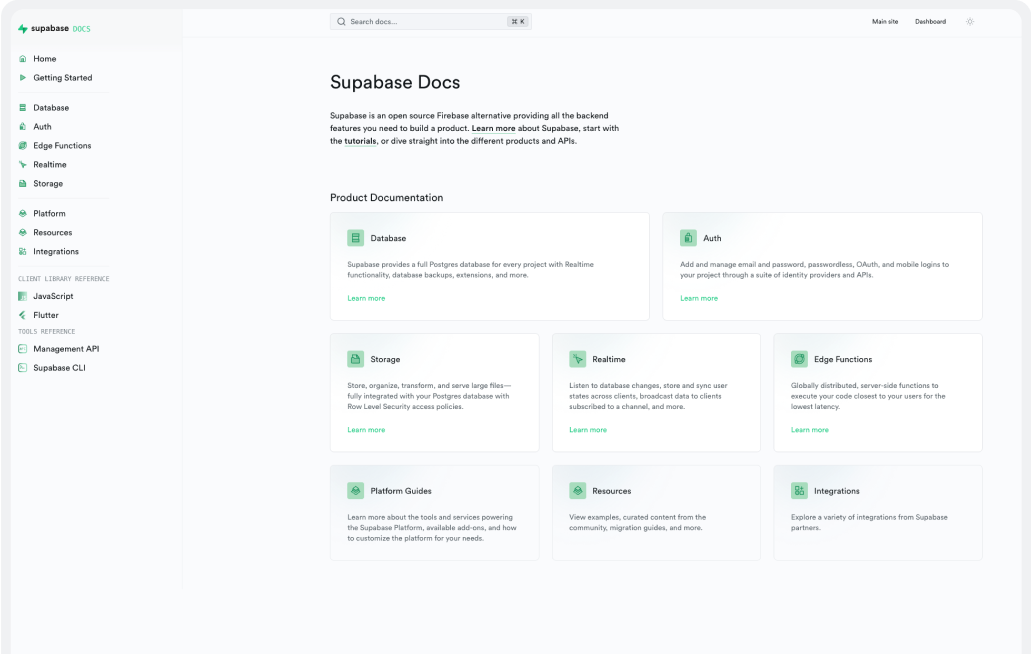 supabase DOCS
Search docs...
⌘ K
Main site
Dashboard
Home
Getting Started
Database
Auth
Edge Functions
Realtime
Storage
Platform
Resources
Integrations
CLIENT LIBRARY REFERENCE
JavaScript
Flutter
TOOLS REFERENCE
Management API
Supabase CLI
Supabase Docs
Supabase is an open source Firebase alternative providing all the backend
features you need to build a product. Learn more about Supabase, start with
the tutorials, or dive straight into the different products and APIs.
Product Documentation
Database
Supabase provides a full Postgres database for every project with Realtime
functionality, database backups, extensions, and more.
Learn more
Auth
Add and manage email and password, passwordless, OAuth, and mobile logins to
your project through a suite of identity providers and APIs.
Learn more
Storage
Store, organize, transform, and serve large files—
fully integrated with your Postgres database with
Row Level Security access policies.
Learn more
Realtime
Listen to database changes, store and sync user
states across clients, broadcast data to clients
subscribed to a channel, and more.
Learn more
Edge Functions
Globally distributed, server-side functions to
execute your code closest to your users for the
lowest latency.
Learn more
Platform Guides
Learn more about the tools and services powering
the Supabase Platform, available add-ons, and how
to customize the platform for your needs.
Resources
View examples, curated content from the
community, migration guides, and more.
Integrations
Explore a variety of integrations from Supabase
partners.